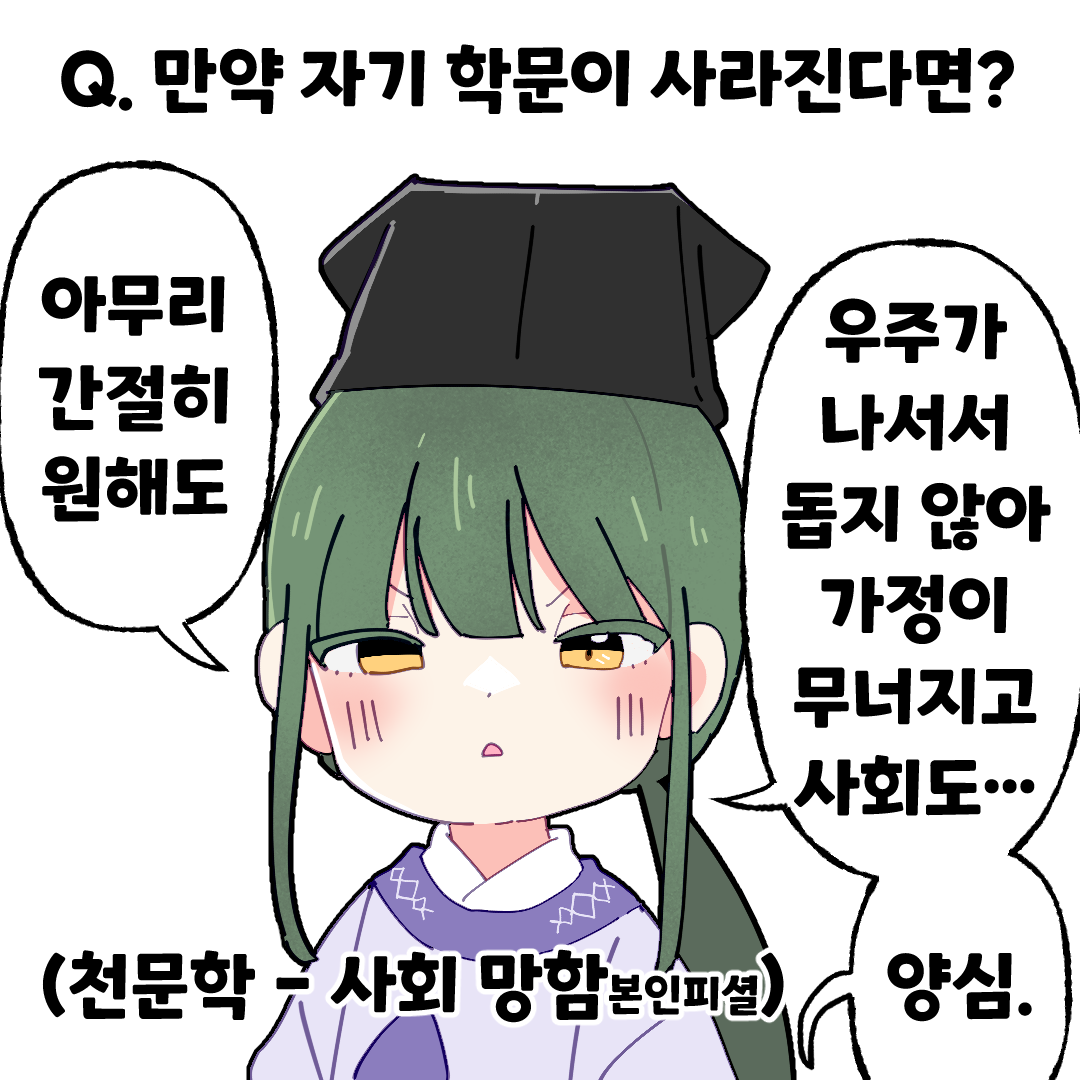 Q. 만약 자기 학문이 사라진다면?
아무리
간절히
원해도
우주가
나서서
돕지 않아
가정이
무너지고
사회도…
양심.
(천문학 - 사회 망함본인피셜)